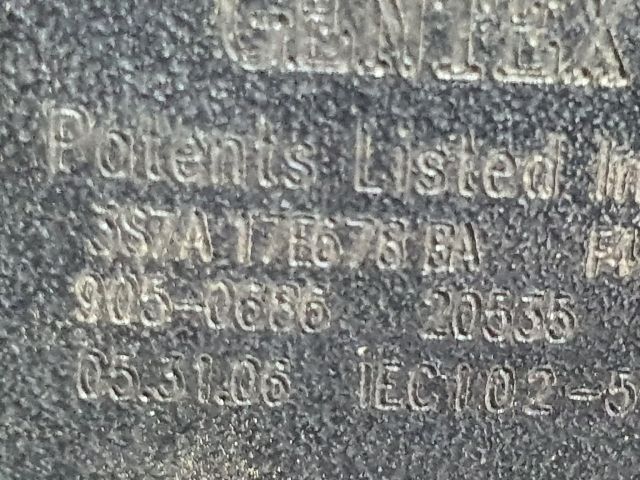 GENTEX
Patents Listed In
3S7A 17E678 EA
905-0686 20535
05.31.06 IEC102-5